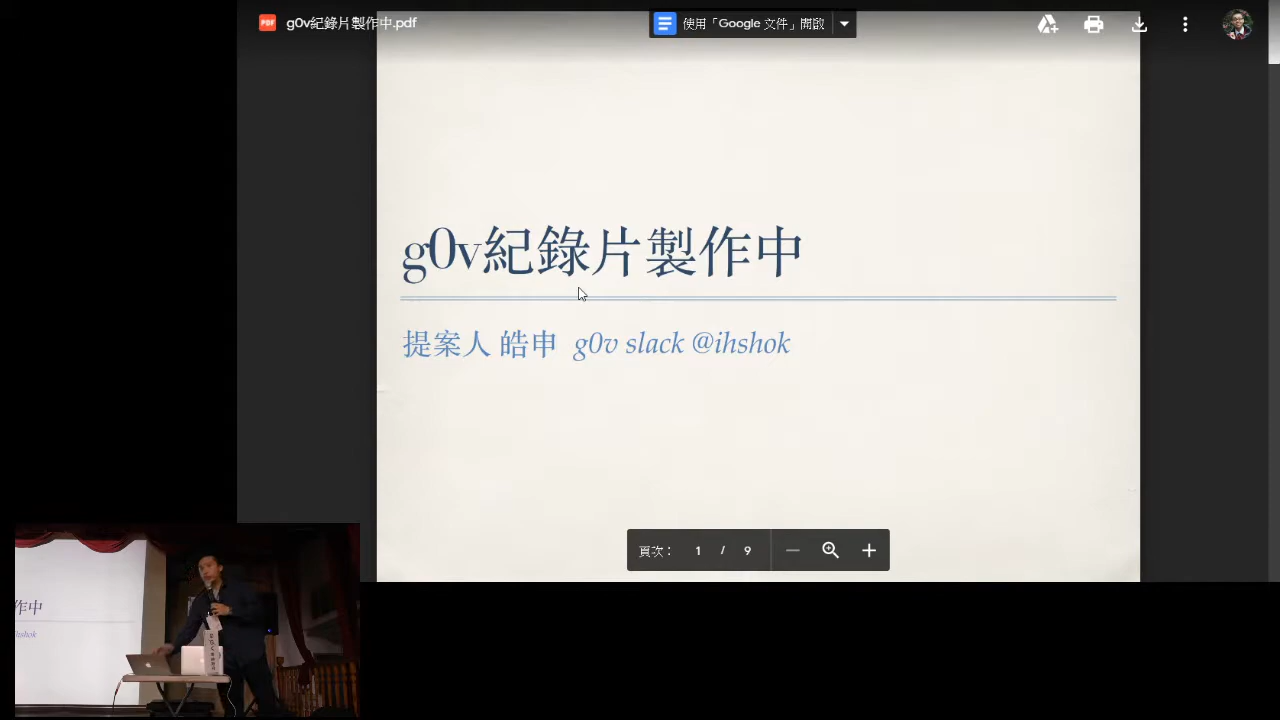 g0v紀錄片製作中.pdf
使用「Google 文件」開啟
g0v紀錄片製作中
提案人 皓申 g0v slack @ihshok
頁次： 1 / 9
作中
ihshok